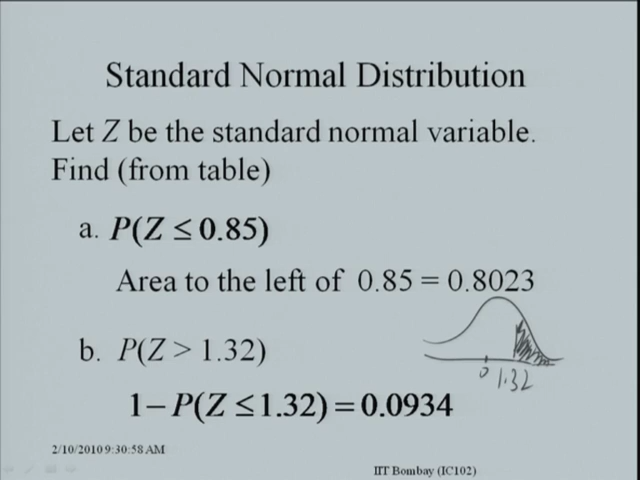 Standard Normal Distribution
Let Z be the standard normal variable.
Find (from table)
a. P(Z ≤ 0.85)
Area to the left of 0.85 = 0.8023
b. P(Z > 1.32)
0 1.32
1 – P(Z ≤ 1.32) = 0.0934
2/10/2010 9:30:58 AM
IIT Bombay (IC102)